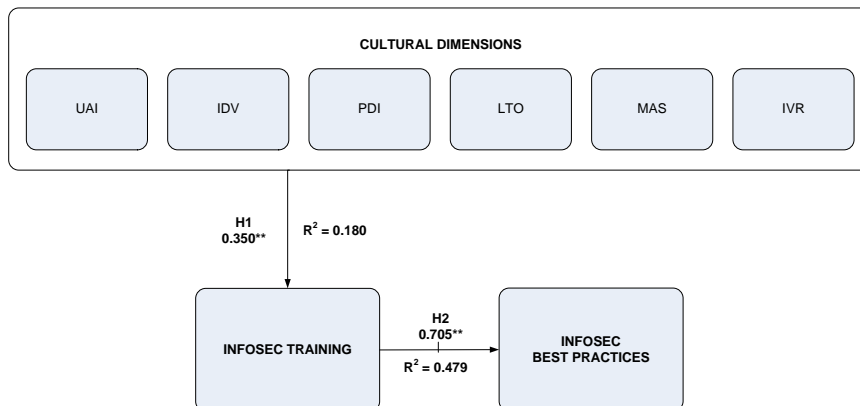 CULTURAL DIMENSIONS
UAI
IDV
PDI
LTO
MAS
IVR
H1
0.350**
R² = 0.180
INFOSEC TRAINING
H2
0.705**
R² = 0.479
INFOSEC
BEST PRACTICES